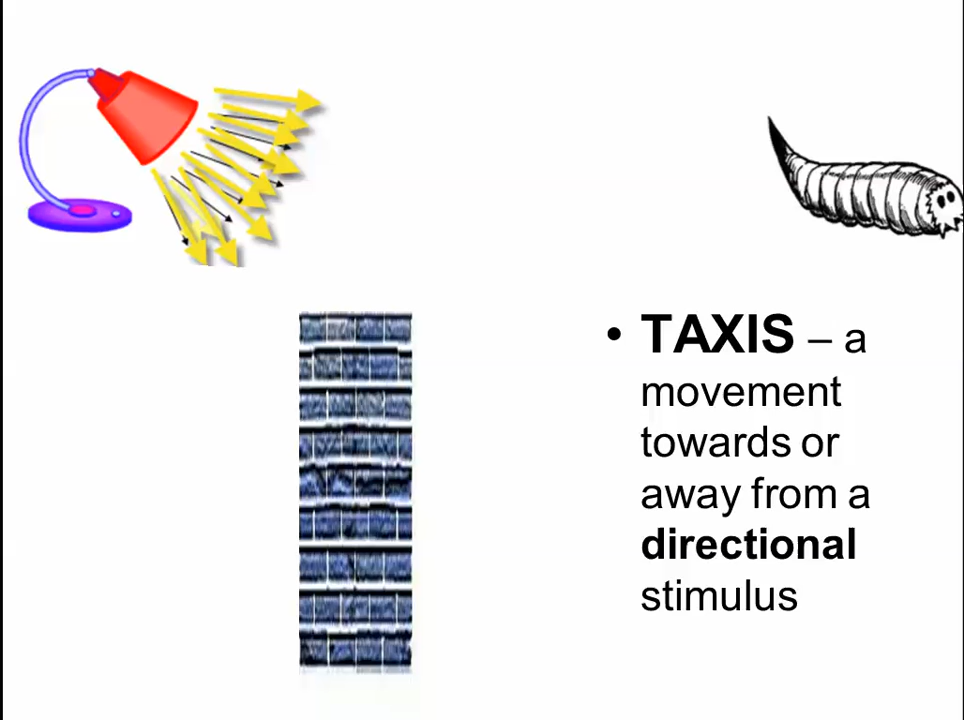 • TAXIS – a
movement
towards or
away from a
directional
stimulus